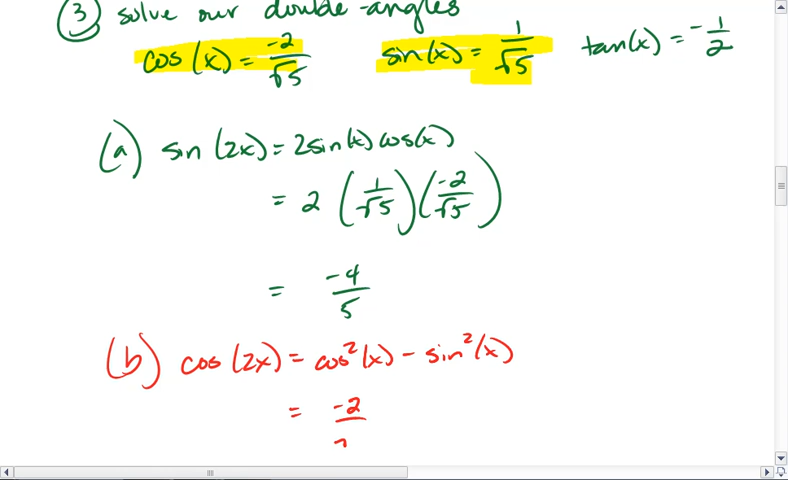 ③ solve our double-angles
cos(x) = -2/√5 sin(x) = 1/√5 tan(x) = -1/2
(a) sin(2x) = 2sin(x)cos(x)
= 2 (1/√5)(-2/√5)
= -4/5
(b) cos(2x) = cos²(x) - sin²(x)
= -2